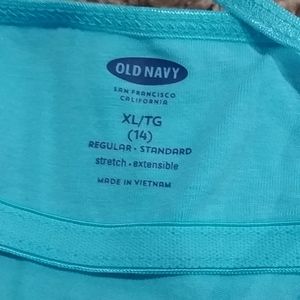 OLD NAVY
SAN FRANCISCO
CALIFORNIA
XL/TG
(14)
REGULAR · STANDARD
stretch · extensible
MADE IN VIETNAM